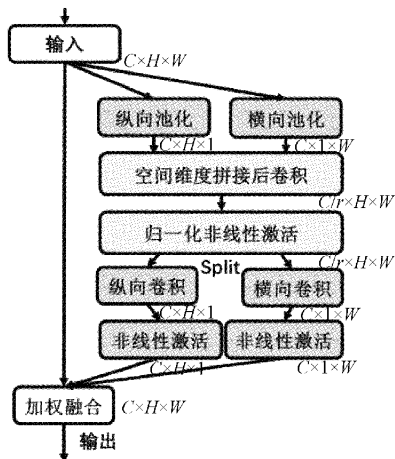 输入
C×H×W
纵向池化 横向池化
C×H×1 C×1×W
空间维度拼接后卷积
C/r×H×W
归一化非线性激活
Split C/r×H×W
纵向卷积 横向卷积
C×H×1 C×1×W
非线性激活 非线性激活
C×H×1 C×1×W
加权融合 C×H×W
输出